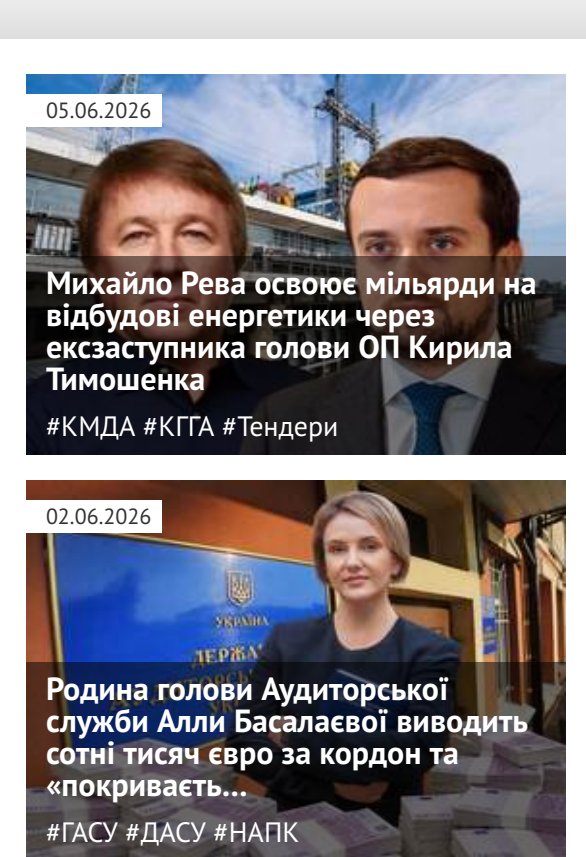 05.06.2026
Михайло Рева освоює мільярди на
відбудові енергетики через
ексзаступника голови ОП Кирила
Тимошенка
#КМДА #КГГА #Тендери
02.06.2026
УКРАЇНА
ДЕРЖА
Родина голови Аудиторської
служби Алли Басалаєвої виводить
сотні тисяч євро за кордон та
«покриваєть...
#ГАСУ #ДАСУ #НАПК